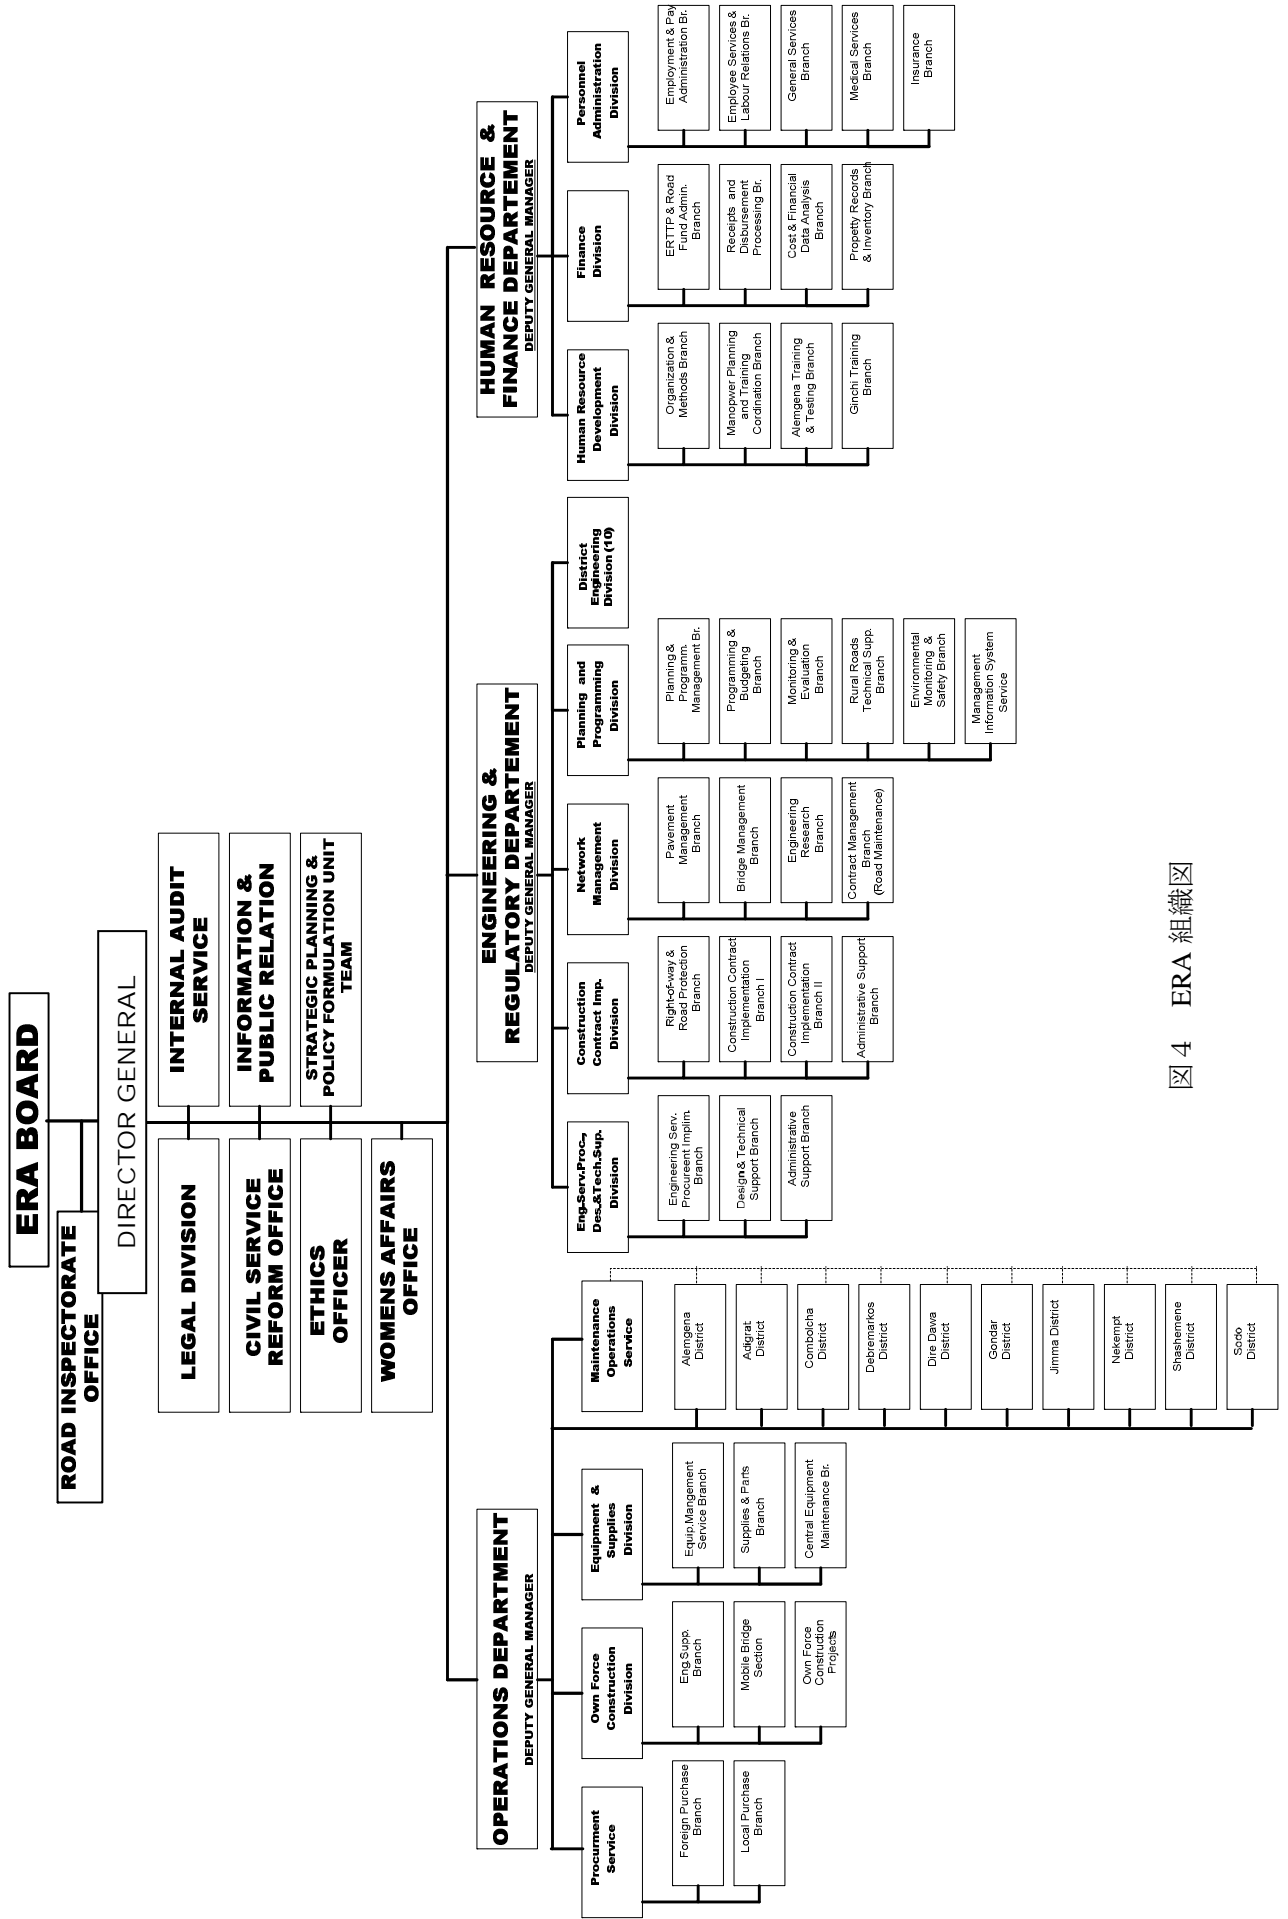 ERA BOARD
ROAD INSPECTORATE
OFFICE
DIRECTOR GENERAL
LEGAL DIVISION
INTERNAL AUDIT
SERVICE
CIVIL SERVICE
REFORM OFFICE
INFORMATION &
PUBLIC RELATION
ETHICS
OFFICER
STRATEGIC PLANNING &
POLICY FORMULATION UNIT
TEAM
WOMENS AFFAIRS
OFFICE
OPERATIONS DEPARTMENT
DEPUTY GENERAL MANAGER
Procurment
Service
Foreign Purchase
Branch
Local Purchase
Branch
Own Force
Construction
Division
Eng.Supp.
Branch
Mobile Bridge
Section
Own Force
Construction
Projects
Equipment &
Supplies
Division
Equip.Mangement
Service Branch
Supplies & Parts
Branch
Central Equipment
Maintenance Br.
Maintenance
Operations
Service
Alemgena
District
Adigrat
District
Combolcha
District
Debremarkos
District
Dire Dawa
District
Gondar
District
Jimma District
Nekempt
District
Shashemene
District
Sodo
District
ENGINEERING &
REGULATORY DEPARTEMENT
DEPUTY GENERAL MANAGER
Eng.Serv.Proc.,
Des.&Tech.Sup.
Division
Engineering Serv.
Procureent Implim.
Branch
Design& Technical
Support Branch
Administrative
Support Branch
Construction
Contract Imp.
Division
Right-of-way &
Road Protection
Branch
Construction Contract
Implementation
Branch I
Construction Contract
Implementation
Branch II
Administrative Support
Branch
Network
Management
Division
Pavement
Management
Branch
Bridge Management
Branch
Engineering
Research
Branch
Contract Management
Branch
(Road Maintenance)
Planning and
Programming
Division
Planning &
Programm.
Management Br.
Programming &
Budgeting
Branch
Monitoring &
Evaluation
Branch
Rural Roads
Technical Supp.
Branch
Environmental
Monitoring &
Safety Branch
Management
Information System
Service
District
Engineering
Division (10)
HUMAN RESOURCE &
FINANCE DEPARTEMENT
DEPUTY GENERAL MANAGER
Human Resource
Development
Division
Organization &
Methods Branch
Manopwer Planning
and Training
Cordination Branch
Alemgena Training
& Testing Branch
Ginchi Training
Branch
Finance
Division
ERTTP & Road
Fund Admin.
Branch
Receipts and
Disbursement
Processing Br.
Cost & Financial
Data Analysis
Branch
Propetty Records
& Inventory Branch
Personnel
Administration
Division
Employment & Pay
Administration Br.
Employee Services &
Labour Relations Br.
General Services
Branch
Medical Services
Branch
Insurance
Branch
図 4 ERA 組織図